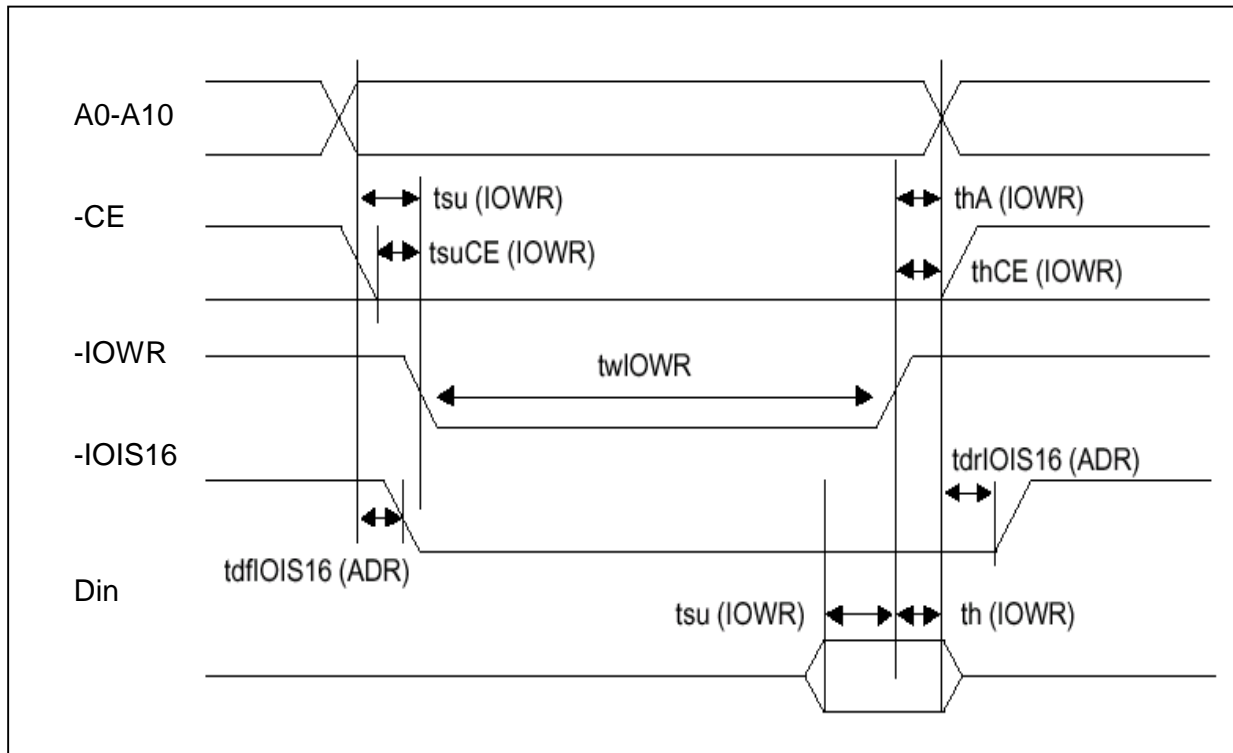 A0-A10
tsu (IOWR)
thA (IOWR)
-CE
tsuCE (IOWR)
thCE (IOWR)
-IOWR
twIOWR
-IOIS16
tdrIOIS16 (ADR)
tdfIOIS16 (ADR)
Din
tsu (IOWR)
th (IOWR)